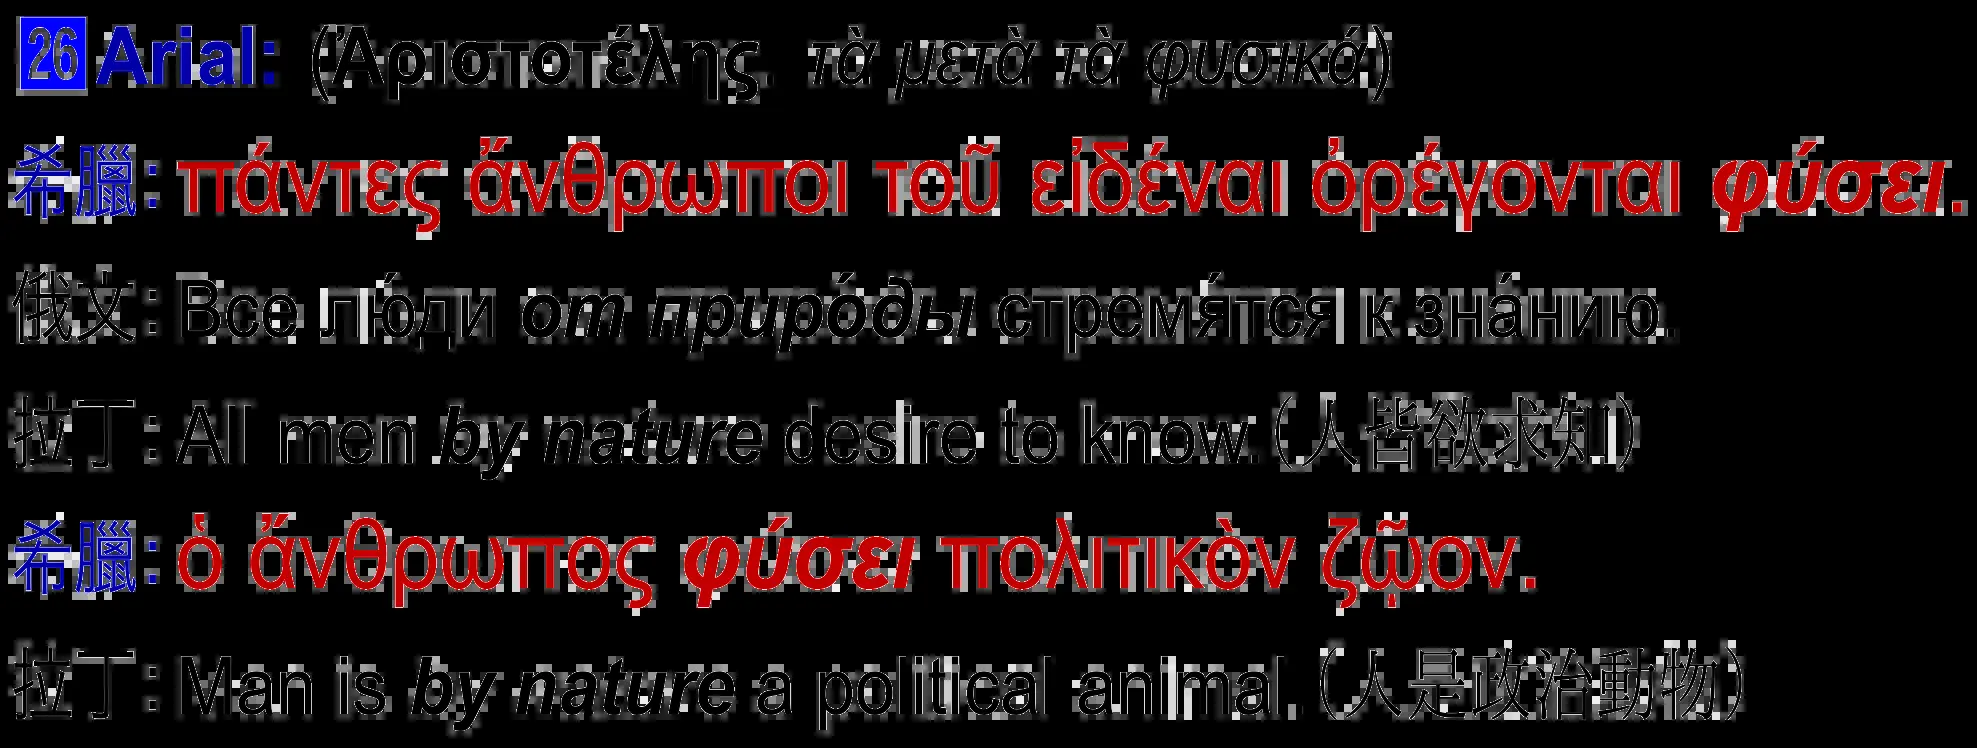 26 Arial: (Ἀριστοτέλης, τὰ μετὰ τὰ φυσικά)
希臘: πάντες ἄνθρωποι τοῦ εἰδέναι ὀρέγονται φύσει.
俄文: Все лю́ди от приро́ды стремя́тся к зна́нию.
拉丁: All men by nature desire to know. (人皆欲求知)
希臘: ὁ ἄνθρωπος φύσει πολιτικὸν ζῷον.
拉丁: Man is by nature a political animal. (人是政治動物)